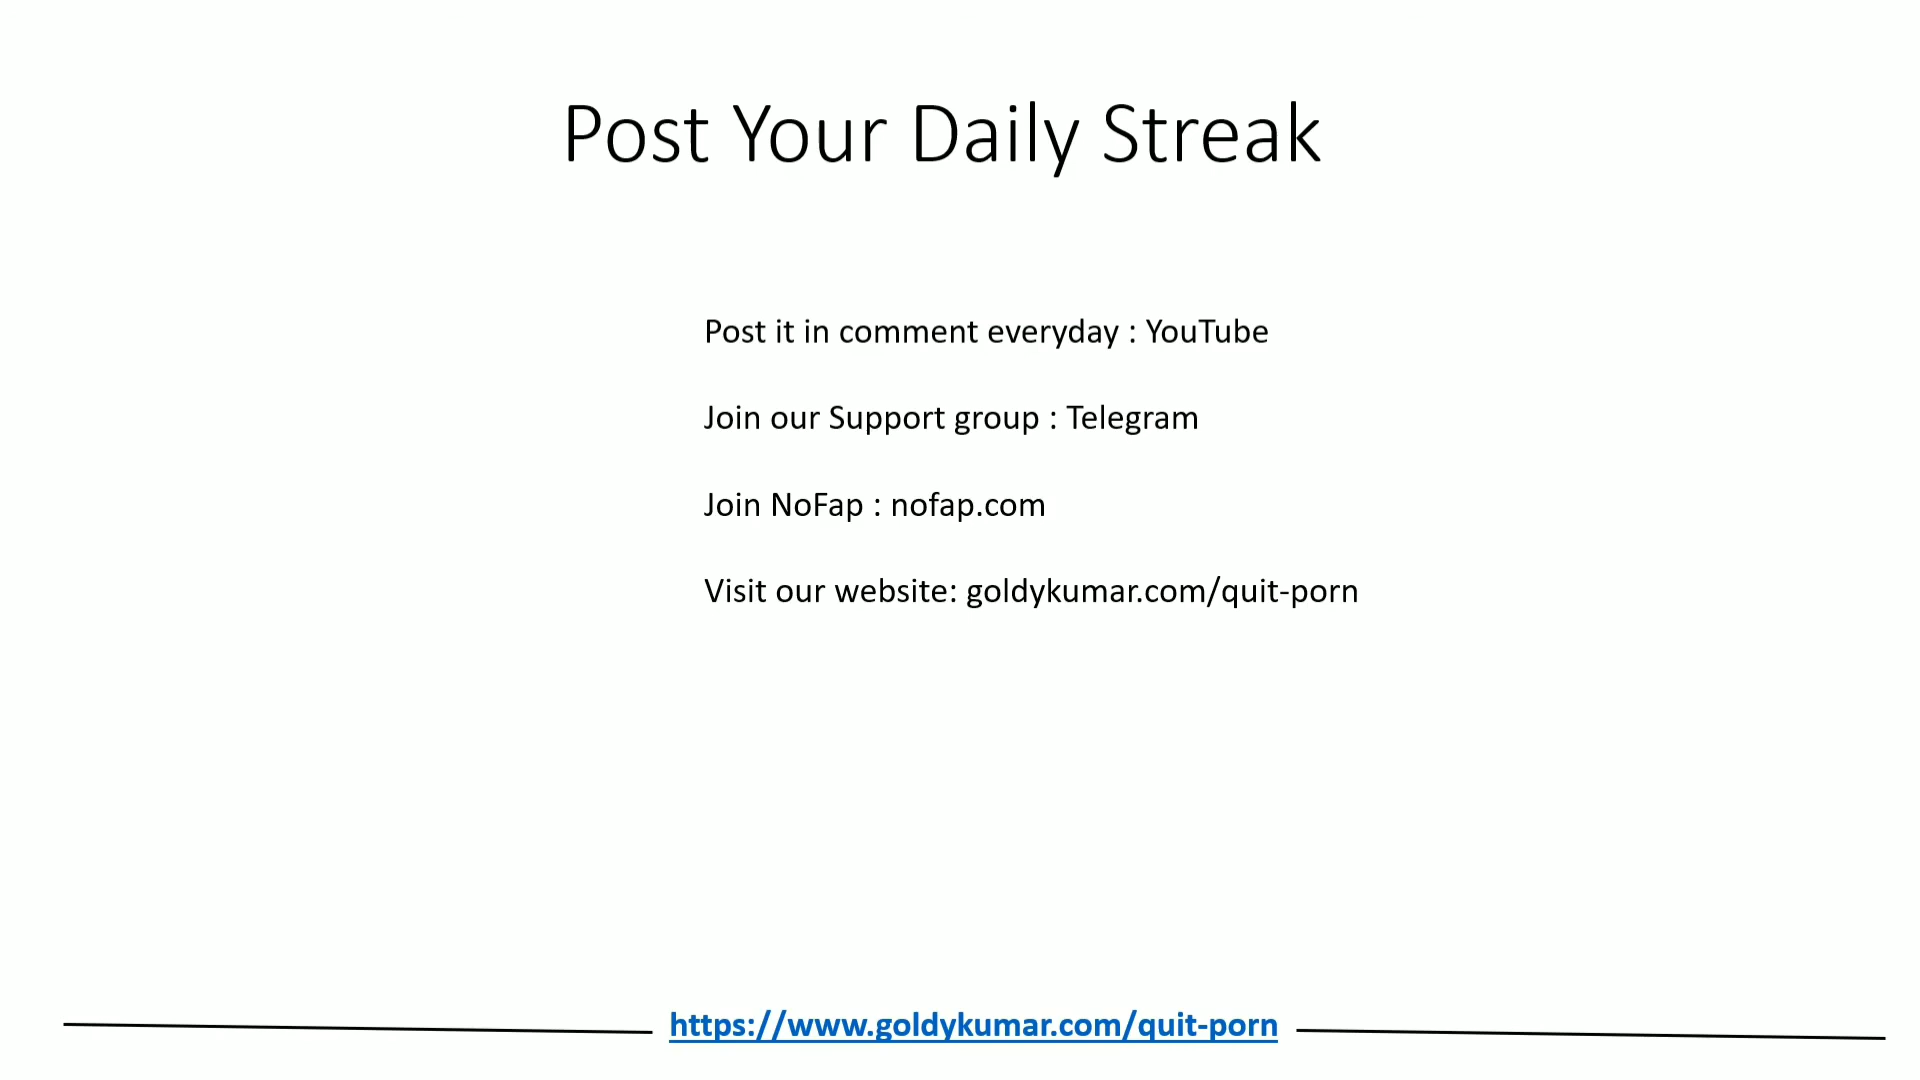 Post Your Daily Streak
Post it in comment everyday : YouTube
Join our Support group : Telegram
Join NoFap : nofap.com
Visit our website: goldykumar.com/quit-porn
https://www.goldykumar.com/quit-porn